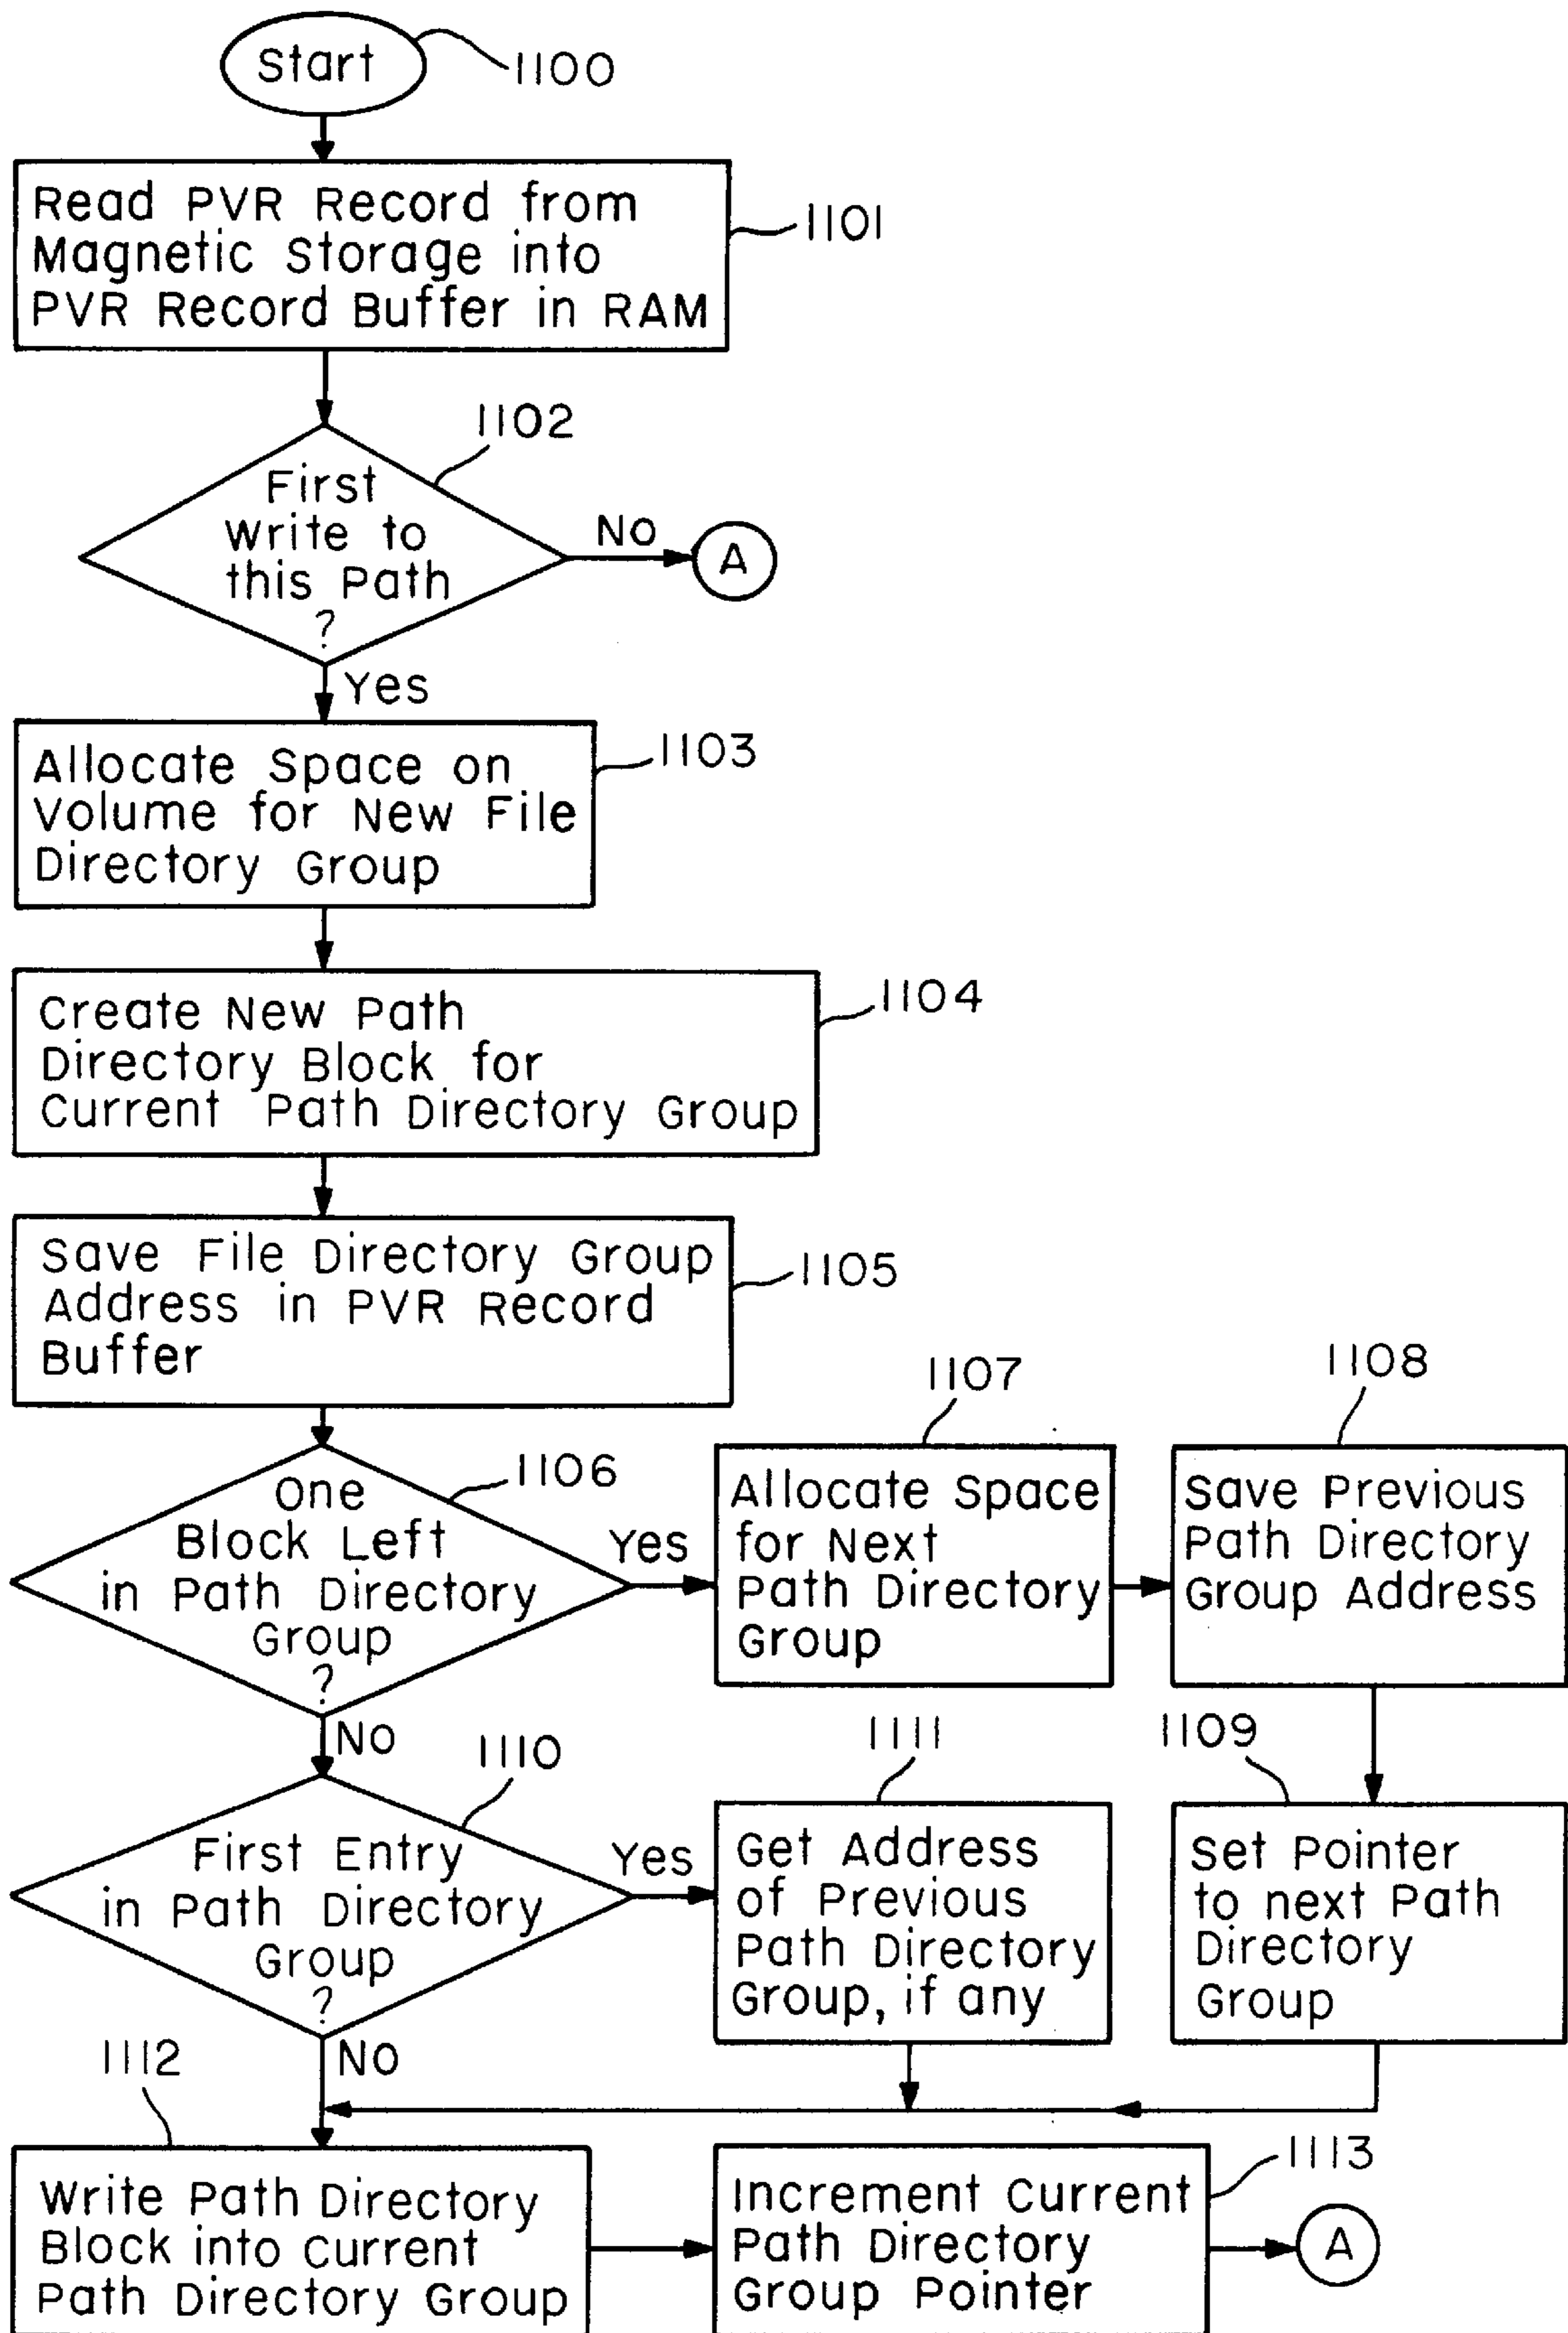 Start
1100
Read PVR Record from
Magnetic Storage into
PVR Record Buffer in RAM
1101
1102
First
Write to
this Path
?
No
A
Yes
Allocate Space on
Volume for New File
Directory Group
1103
Create New Path
Directory Block for
Current Path Directory Group
1104
Save File Directory Group
Address in PVR Record
Buffer
1105
One
Block Left
in Path Directory
Group
?
1106
Yes
1107
Allocate Space
for Next
Path Directory
Group
1108
Save Previous
Path Directory
Group Address
No
1110
First Entry
in Path Directory
Group
?
Yes
1111
Get Address
of Previous
Path Directory
Group, if any
1109
Set Pointer
to next Path
Directory
Group
No
1112
Write Path Directory
Block into Current
Path Directory Group
Increment Current
Path Directory
Group Pointer
1113
A